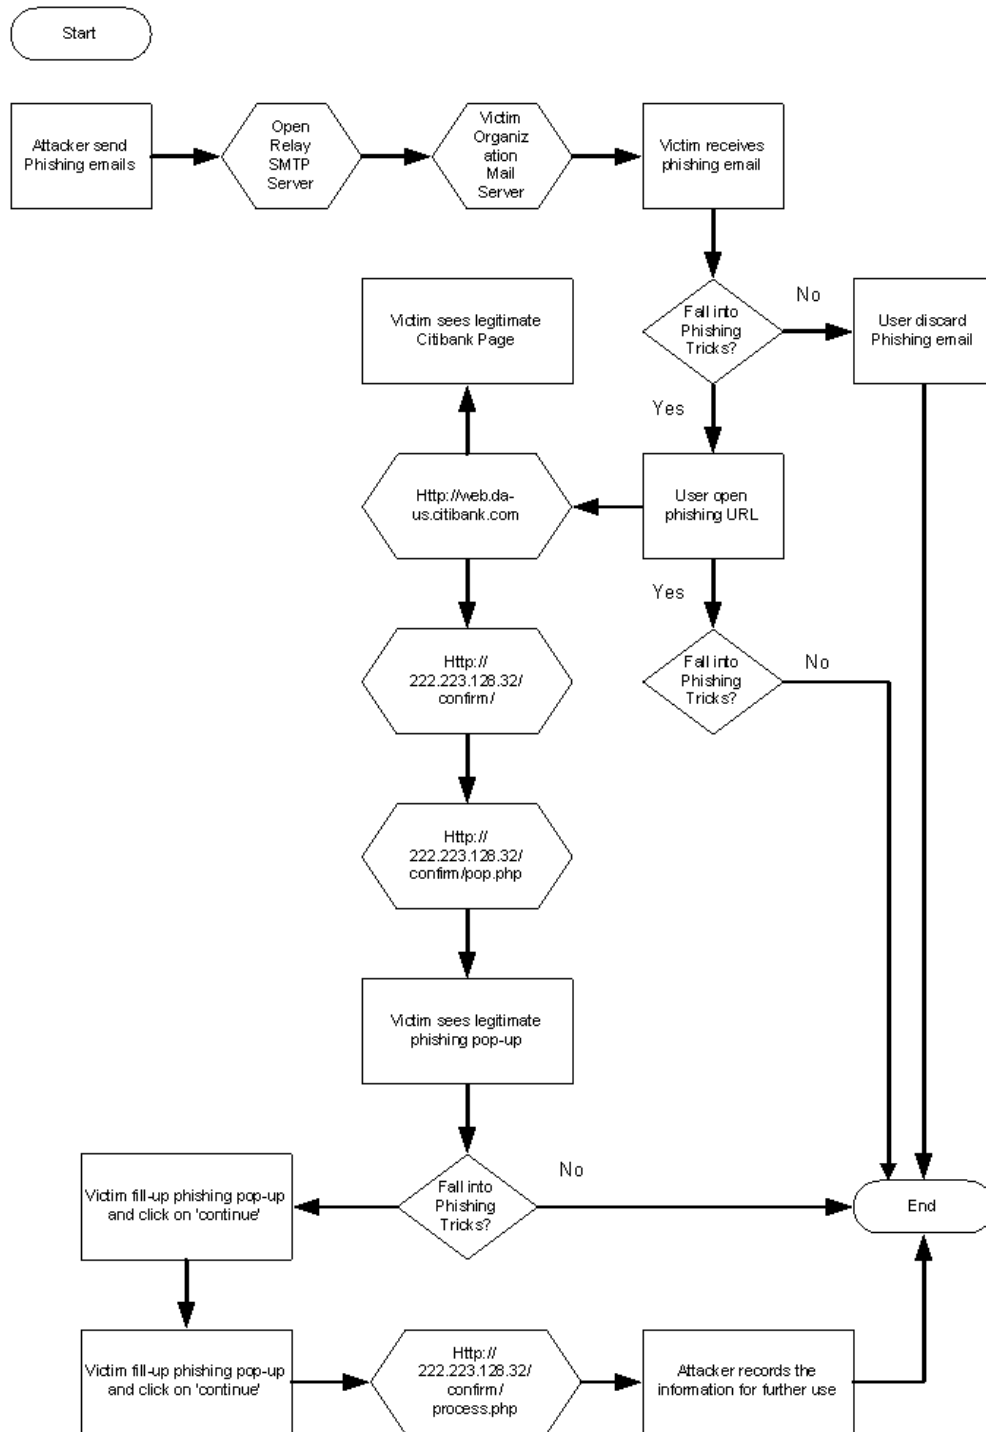 Start
Attacker send
Phishing emails
Open
Relay
SMTP
Server
Victim
Organiz
ation
Mail
Server
Victim receives
phishing email
Victim sees legitimate
Citibank Page
Fall into
Phishing
Tricks?
No
User discard
Phishing email
Yes
Http://web.da-
us.citibank.com
User open
phishing URL
Yes
Http://
222.223.128.32/
confirm/
Fall into
Phishing
Tricks?
No
Http://
222.223.128.32/
confirm/pop.php
Victim sees legitimate
phishing pop-up
Victim fill-up phishing pop-up
and click on 'continue'
Fall into
Phishing
Tricks?
No
End
Victim fill-up phishing pop-up
and click on 'continue'
Http://
222.223.128.32/
confirm/
process.php
Attacker records the
information for further use